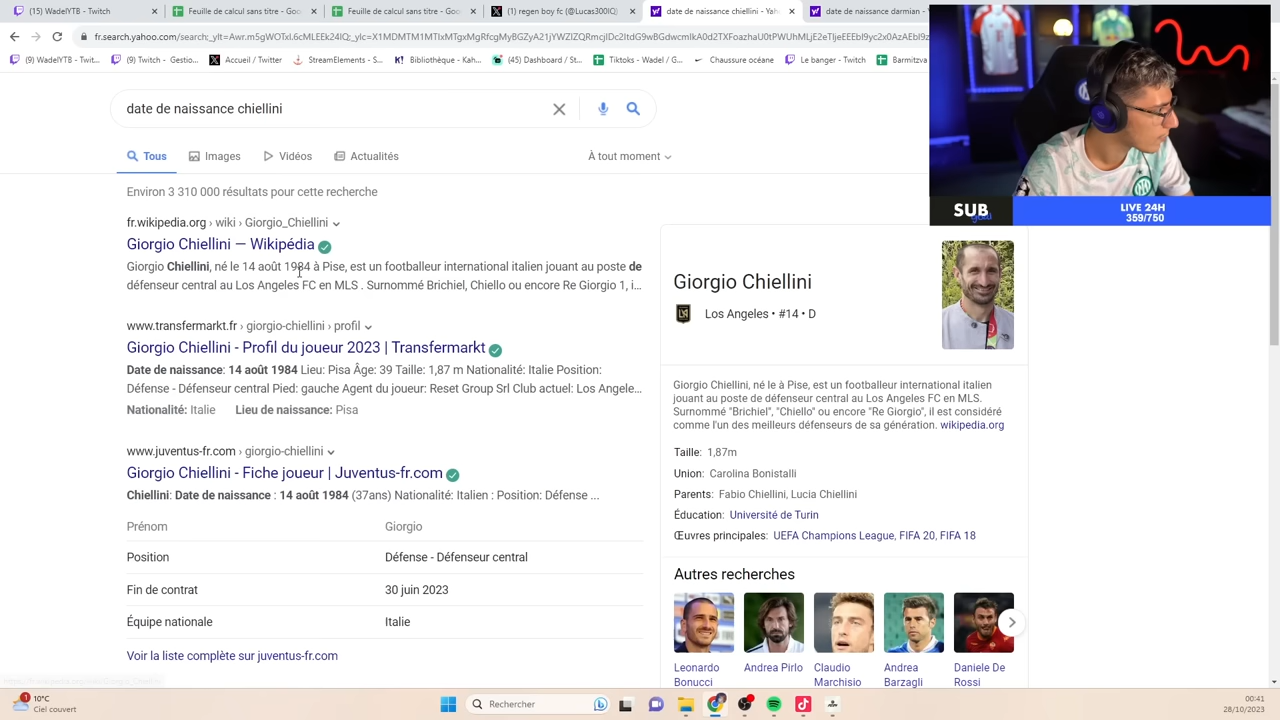 (15) WadelYTB - Twitch
Feuille de calcul sans titre - Go
Feuille de calcul sans titre - Go
regen boy fc (@Lucas300IQ)
date de naissance chiellini - Yah
date de naissance darmian -
fr.search.yahoo.com/search;_ylt=
(9) WadelYTB - Twit...
(9) Twitch - Gestio...
Accueil / Twitter
StreamElements - S...
Bibliothèque - Kah...
(45) Dashboard / St...
Tiktoks - Wadel / G...
Chaussure océane
Le banger - Twitch
Barmitzva
date de naissance chiellini
Tous
Images
Vidéos
Actualités
À tout moment
SUB
goal
LIVE 24H
359/750
Environ 3 310 000 résultats pour cette recherche
fr.wikipedia.org › wiki › Giorgio_Chiellini
Giorgio Chiellini — Wikipédia
Giorgio Chiellini, né le 14 août 1984 à Pise, est un footballeur international italien jouant au poste de
défenseur central au Los Angeles FC en MLS . Surnommé Brichiel, Chiello ou encore Re Giorgio 1, i...
www.transfermarkt.fr › giorgio-chiellini › profil
Giorgio Chiellini - Profil du joueur 2023 | Transfermarkt
Date de naissance: 14 août 1984 Lieu: Pisa Âge: 39 Taille: 1,87 m Nationalité: Italie Position:
Défense - Défenseur central Pied: gauche Agent du joueur: Reset Group Srl Club actuel: Los Angele...
Nationalité: Italie Lieu de naissance: Pisa
www.juventus-fr.com › giorgio-chiellini
Giorgio Chiellini - Fiche joueur | Juventus-fr.com
Chiellini: Date de naissance : 14 août 1984 (37ans) Nationalité: Italien : Position: Défense ...
Prénom Giorgio
Position Défense - Défenseur central
Fin de contrat 30 juin 2023
Équipe nationale Italie
Voir la liste complète sur juventus-fr.com
Giorgio Chiellini
Los Angeles • #14 • D
Giorgio Chiellini, né le à Pise, est un footballeur international italien
jouant au poste de défenseur central au Los Angeles FC en MLS.
Surnommé "Brichiel", "Chiello" ou encore "Re Giorgio", il est considéré
comme l'un des meilleurs défenseurs de sa génération. wikipedia.org
Taille: 1,87m
Union: Carolina Bonistalli
Parents: Fabio Chiellini, Lucia Chiellini
Éducation: Université de Turin
Œuvres principales: UEFA Champions League, FIFA 20, FIFA 18
Autres recherches
Leonardo
Bonucci
Andrea Pirlo
Claudio
Marchisio
Andrea
Barzagli
Daniele De
Rossi
1
10°C
Ciel couvert
Rechercher
00:41
28/10/2023